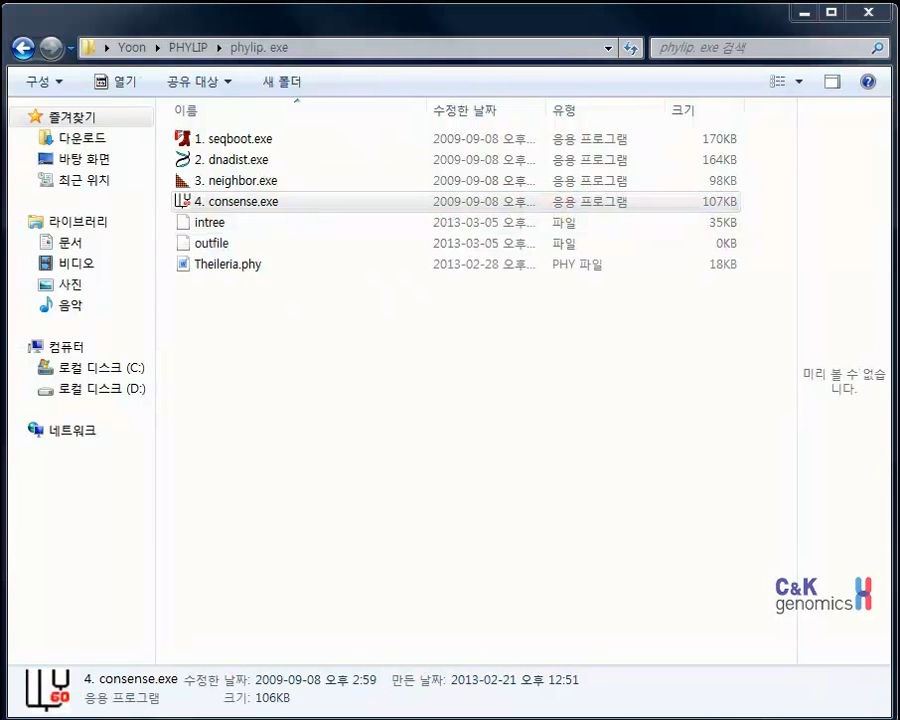 Yoon PHYLIP phylip. exe
phylip. exe 검색
구성 열기 공유 대상 새 폴더
이름 수정한 날짜 유형 크기
1. seqboot.exe 2009-09-08 오후... 응용 프로그램 170KB
2. dnadist.exe 2009-09-08 오후... 응용 프로그램 164KB
3. neighbor.exe 2009-09-08 오후... 응용 프로그램 98KB
4. consense.exe 2009-09-08 오후... 응용 프로그램 107KB
intree 2013-03-05 오후... 파일 35KB
outfile 2013-03-05 오후... 파일 0KB
Theileria.phy 2013-02-28 오후... PHY 파일 18KB
즐겨찾기
다운로드
바탕 화면
최근 위치
라이브러리
문서
비디오
사진
음악
컴퓨터
로컬 디스크 (C:)
로컬 디스크 (D:)
네트워크
미리 볼 수 없습
니다.
C&K
genomics
4. consense.exe 수정한 날짜: 2009-09-08 오후 2:59 만든 날짜: 2013-02-21 오후 12:51
응용 프로그램 크기: 106KB
60